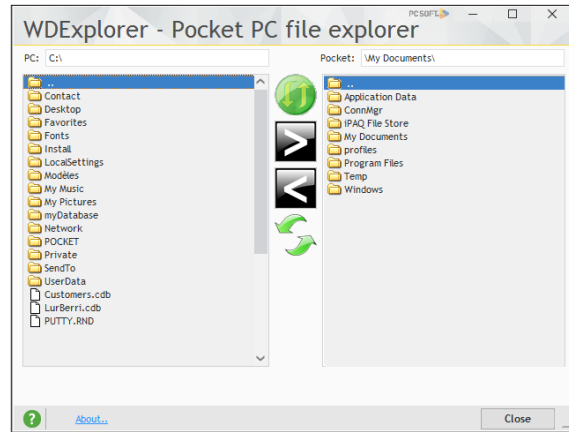 PC SOFT
WDExplorer - Pocket PC file explorer
PC: C:\
Pocket: \My Documents\
..
Contact
Desktop
Favorites
Fonts
Install
LocalSettings
Modèles
My Music
My Pictures
myDatabase
Network
POCKET
Private
SendTo
UserData
Customers.cdb
LurBerri.cdb
PUTTY.RND
..
Application Data
ConnMgr
iPAQ File Store
My Documents
profiles
Program Files
Temp
Windows
About..
Close